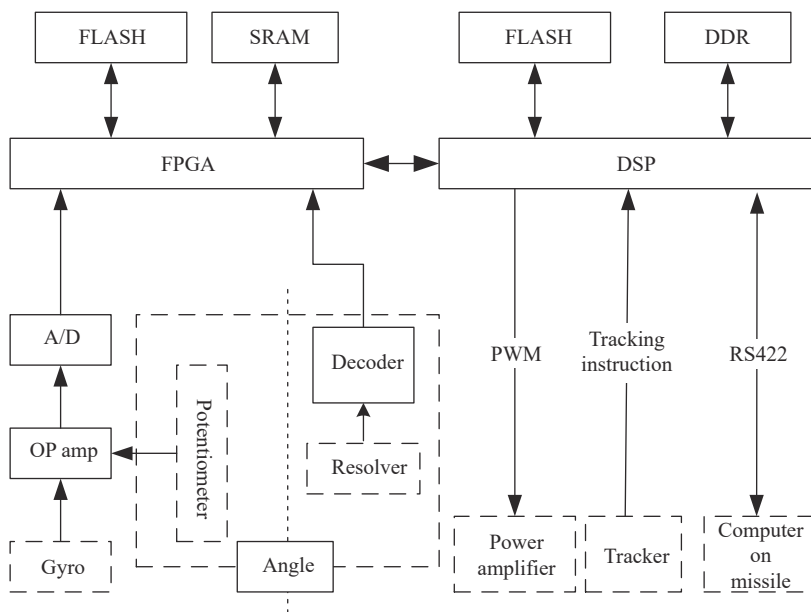 FLASH
SRAM
FLASH
DDR
FPGA
DSP
A/D
Decoder
PWM
Tracking
instruction
RS422
Potentiometer
OP amp
Resolver
Gyro
Angle
Power
amplifier
Tracker
Computer
on
missile